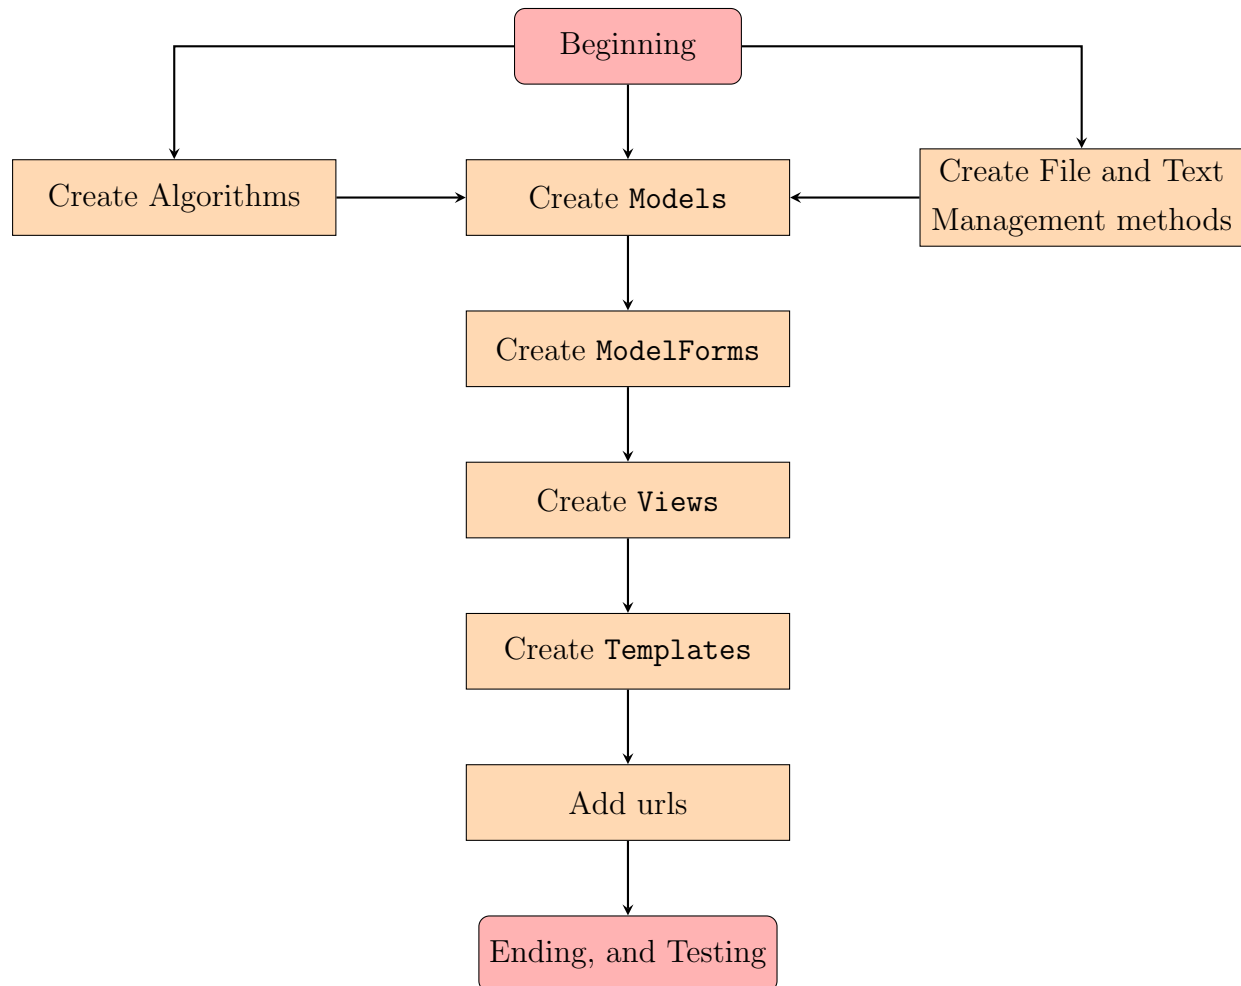 Beginning
Create Algorithms
Create Models
Create File and Text
Management methods
Create ModelForms
Create Views
Create Templates
Add urls
Ending, and Testing